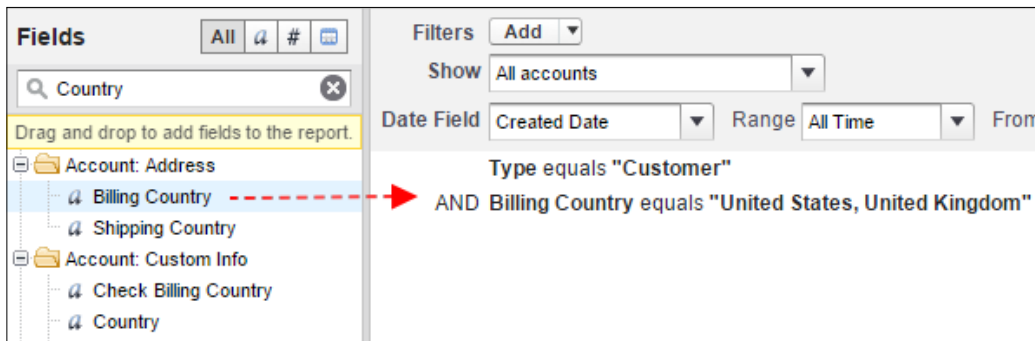 Fields All a #
Country
Drag and drop to add fields to the report.
Account: Address
a Billing Country
a Shipping Country
Account: Custom Info
a Check Billing Country
a Country
Filters Add
Show All accounts
Date Field Created Date Range All Time From
Type equals "Customer"
AND Billing Country equals "United States, United Kingdom"